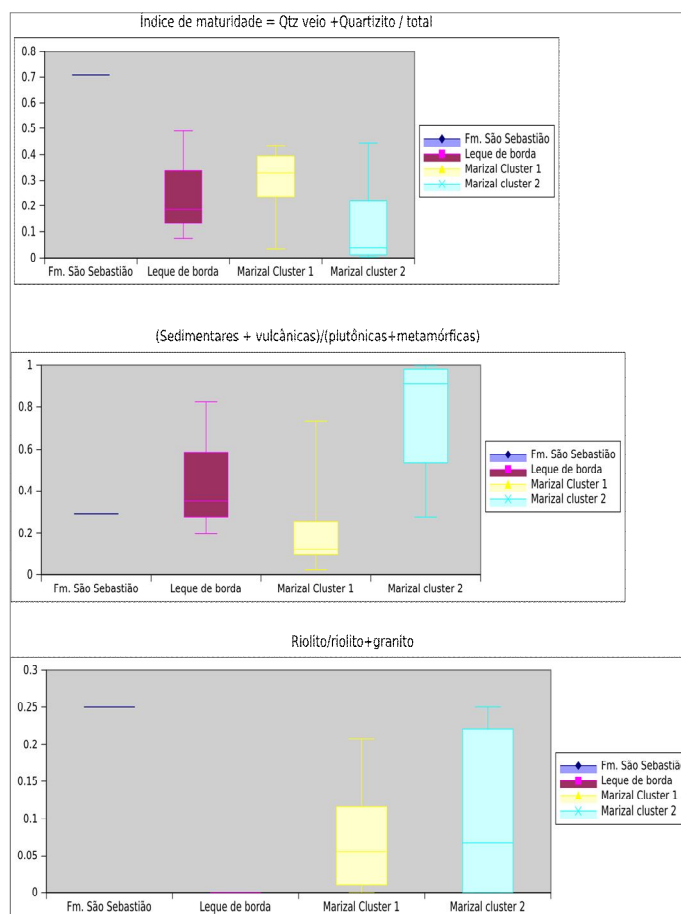 Índice de maturidade = Qtz veio +Quartizito / total
0.8
0.7
0.6
0.5
0.4
0.3
0.2
0.1
0
Fm. São Sebastião
Leque de borda
Marizal Cluster 1
Marizal cluster 2
Fm. São Sebastião
Leque de borda
Marizal Cluster 1
Marizal cluster 2
(Sedimentares + vulcânicas)/(plutônicas+metamórficas)
1
0.8
0.6
0.4
0.2
0
Fm. São Sebastião
Leque de borda
Marizal Cluster 1
Marizal cluster 2
Fm. São Sebastião
Leque de borda
Marizal Cluster 1
Marizal cluster 2
Riolito/riolito+granito
0.3
0.25
0.2
0.15
0.1
0.05
0
Fm. São Sebastião
Leque de borda
Marizal Cluster 1
Marizal cluster 2
Fm. São Sebastiã
Leque de borda
Marizal Cluster 1
Marizal cluster 2